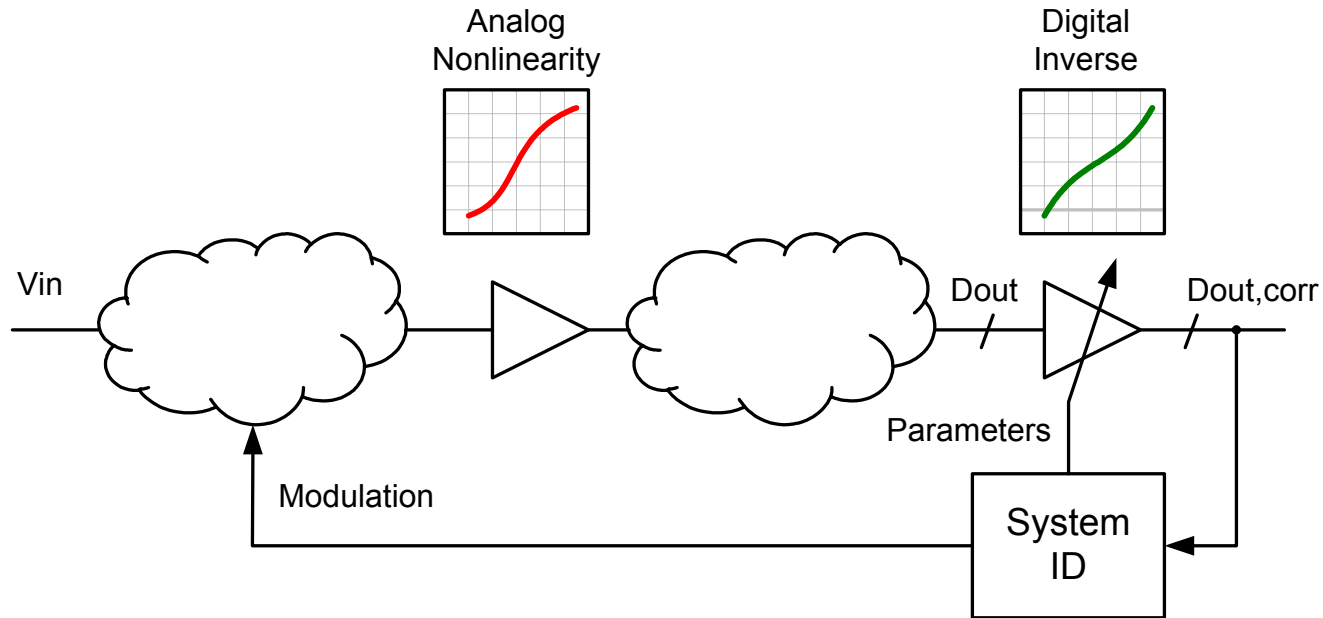 Analog
Nonlinearity
Digital
Inverse
Vin
Dout
Dout,corr
Parameters
Modulation
System
ID